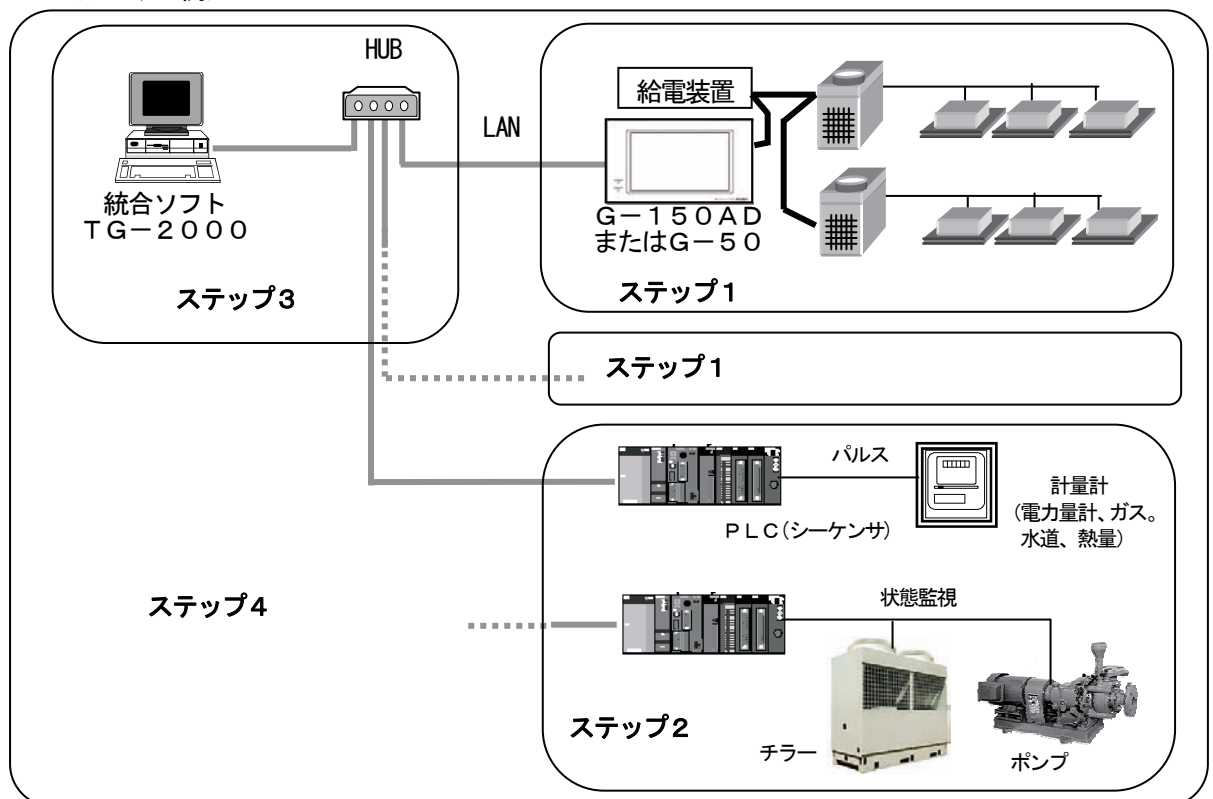 HUB
LAN
統合ソフト
TG-2000
ステップ3
給電装置
G-150AD
またはG-50
ステップ1
ステップ1
パルス
PLC(シーケンサ)
計量計
(電力量計、ガス。
水道、熱量)
ステップ4
状態監視
チラー
ポンプ
ステップ2